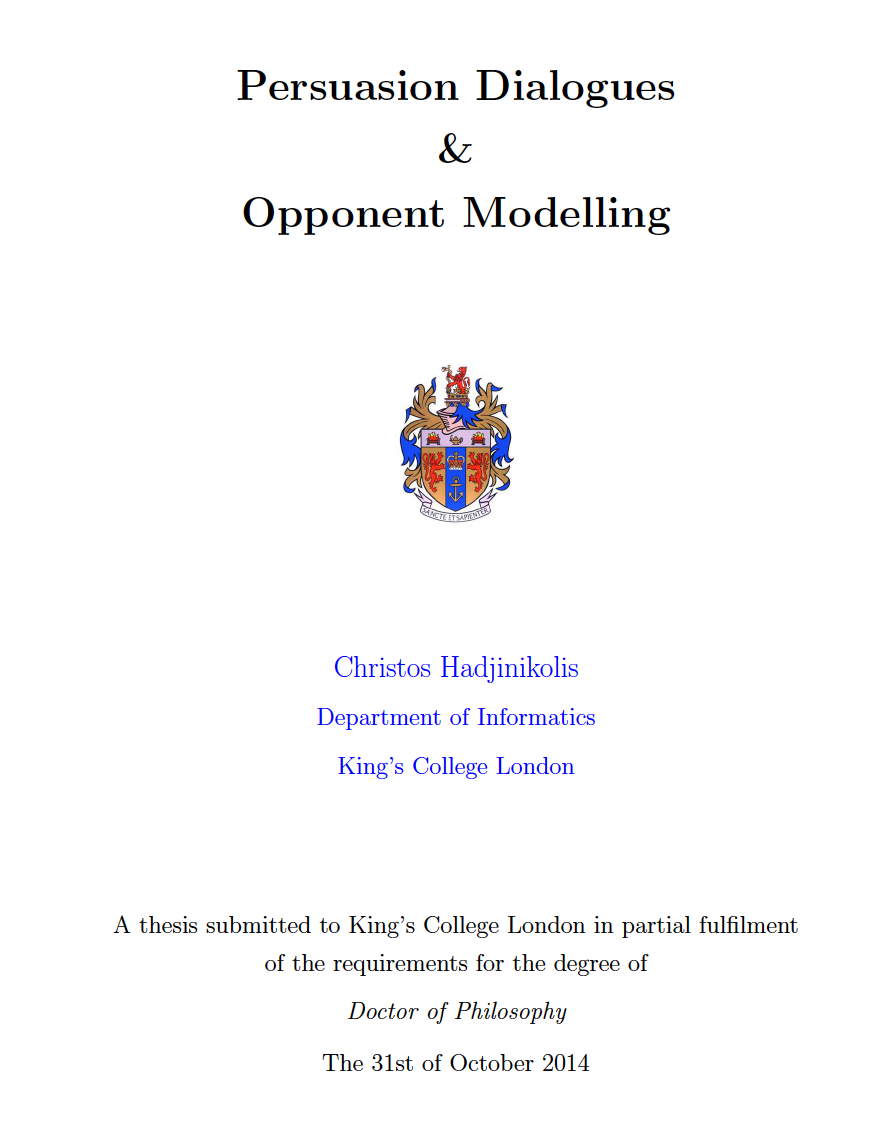 Persuasion Dialogues
&
Opponent Modelling
SANCTE ET SAPIENTER
Christos Hadjinikolis
Department of Informatics
King's College London
A thesis submitted to King's College London in partial fulfilment
of the requirements for the degree of
Doctor of Philosophy
The 31st of October 2014